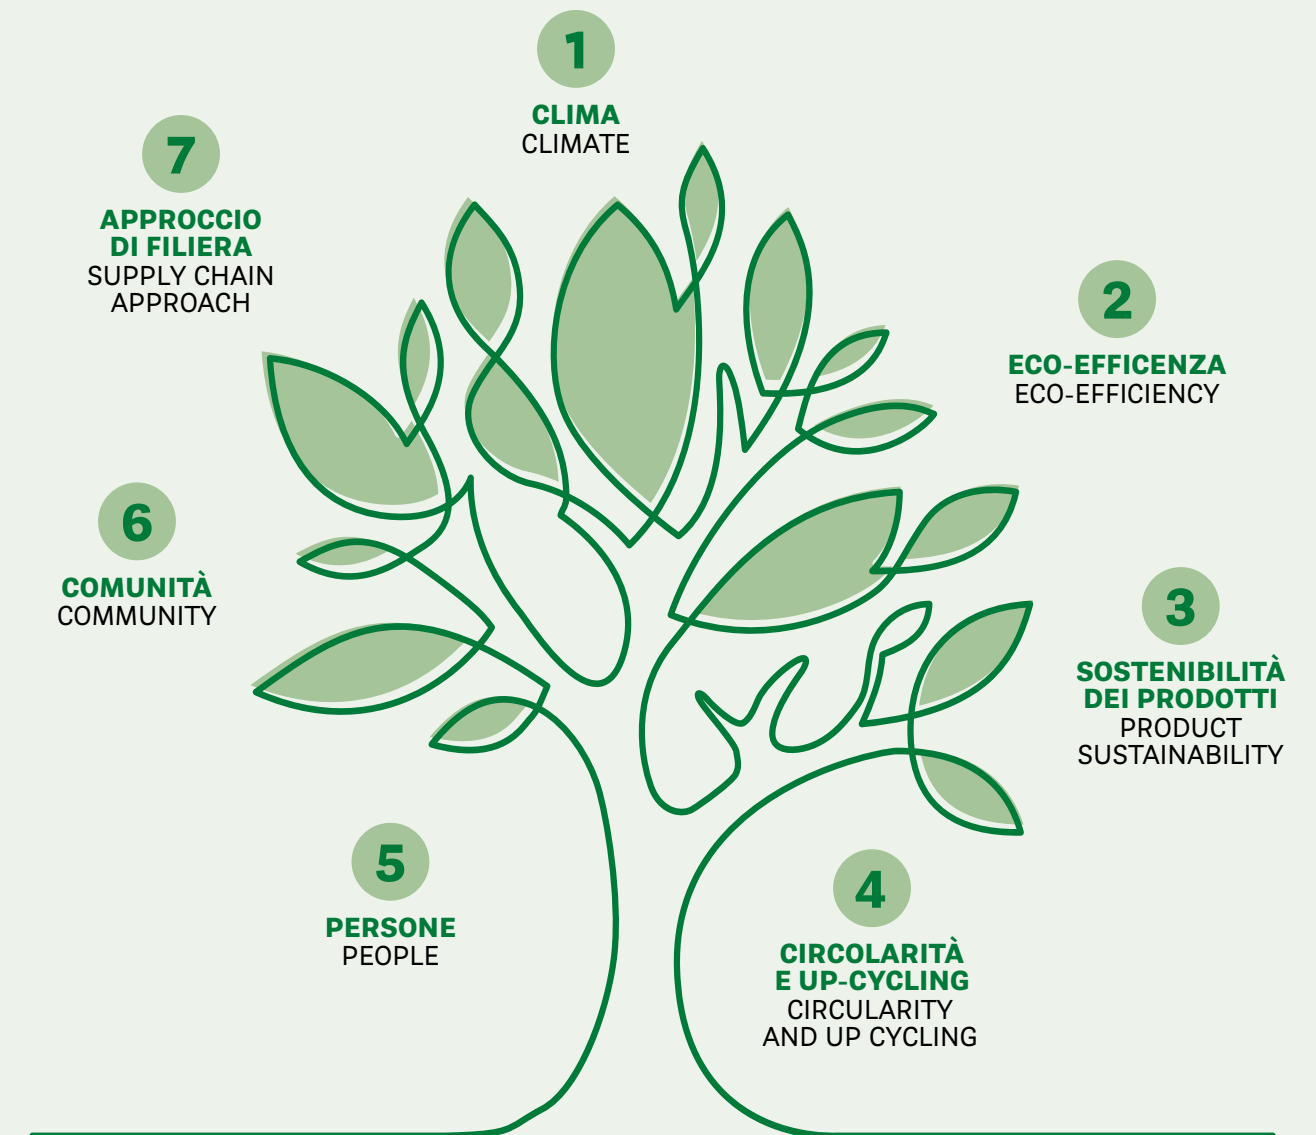 1
CLIMA
CLIMATE
2
ECO-EFFICENZA
ECO-EFFICIENCY
3
SOSTENIBILITÀ
DEI PRODOTTI
PRODUCT
SUSTAINABILITY
4
CIRCOLARITÀ
E UP-CYCLING
CIRCULARITY
AND UP CYCLING
5
PERSONE
PEOPLE
6
COMUNITÀ
COMMUNITY
7
APPROCCIO
DI FILIERA
SUPPLY CHAIN
APPROACH